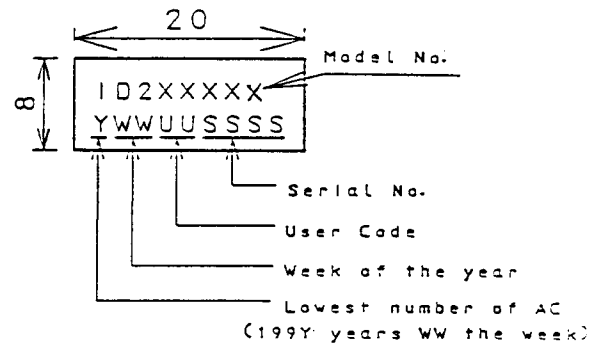 20
Model No.
8
1D2XXXXX
YWWUUSSSS
Serial No.
User Code
Week of the year
Lowest number of AC
(199Y years WW the week)